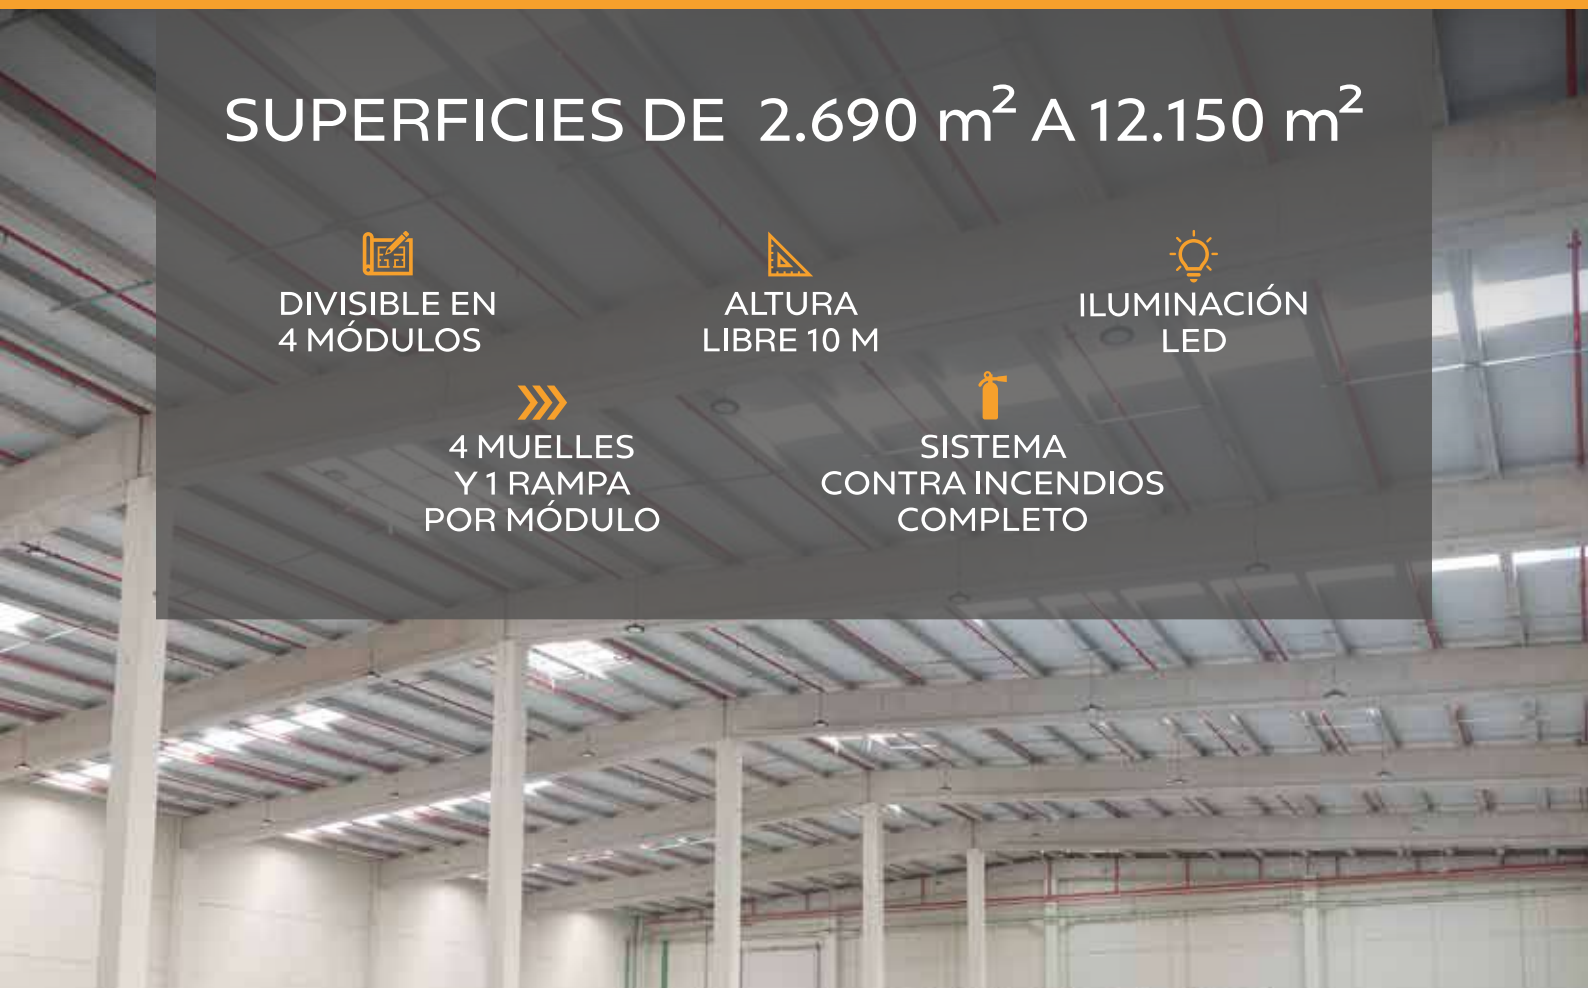 SUPERFICIES DE 2.690 m² A 12.150 m²
DIVISIBLE EN
4 MÓDULOS
ALTURA
LIBRE 10 M
ILUMINACIÓN
LED
4 MUELLES
Y 1 RAMPA
POR MÓDULO
SISTEMA
CONTRA INCENDIOS
COMPLETO